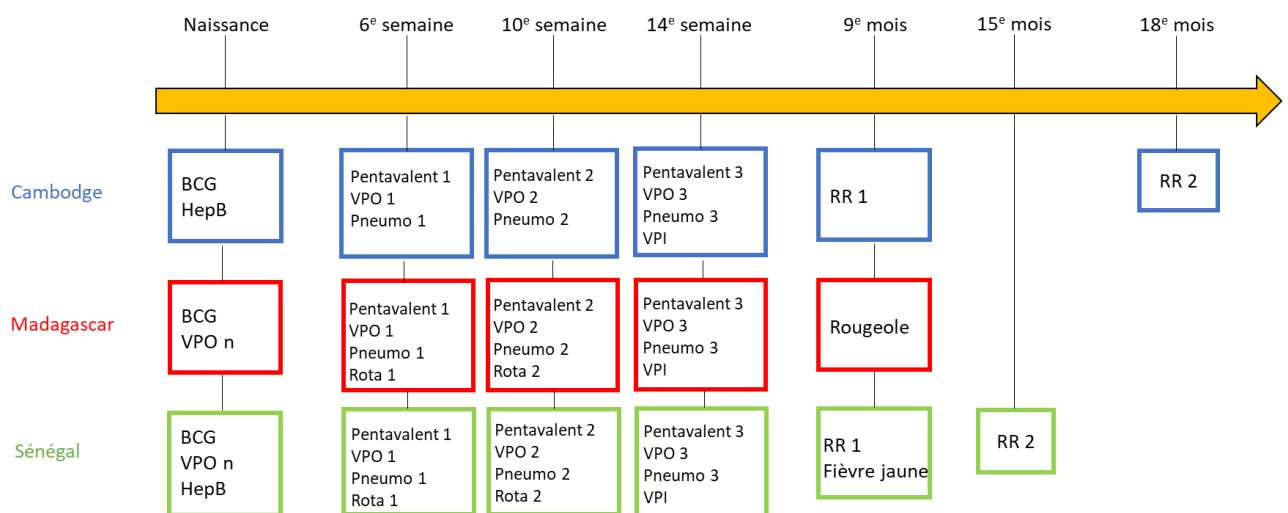 Naissance
6e semaine
10e semaine
14e semaine
9e mois
15e mois
18e mois
Cambodge
BCG
HepB
Pentavalent 1
VPO 1
Pneumo 1
Pentavalent 2
VPO 2
Pneumo 2
Pentavalent 3
VPO 3
Pneumo 3
VPI
RR 1
RR 2
Madagascar
BCG
VPO n
Pentavalent 1
VPO 1
Pneumo 1
Rota 1
Pentavalent 2
VPO 2
Pneumo 2
Rota 2
Pentavalent 3
VPO 3
Pneumo 3
VPI
Rougeole
Sénégal
BCG
VPO n
HepB
Pentavalent 1
VPO 1
Pneumo 1
Rota 1
Pentavalent 2
VPO 2
Pneumo 2
Rota 2
Pentavalent 3
VPO 3
Pneumo 3
VPI
RR 1
Fièvre jaune
RR 2